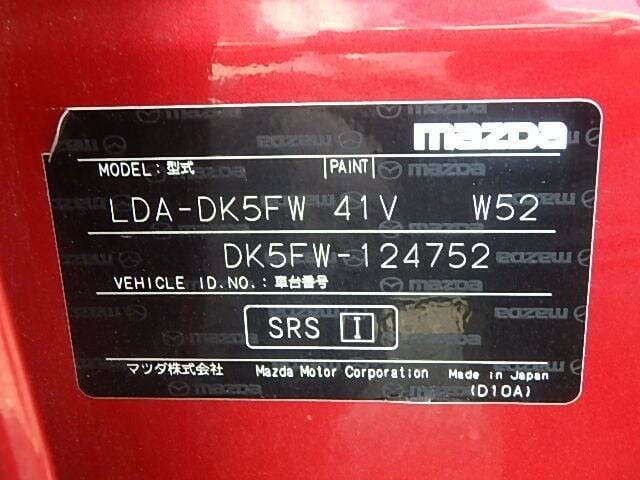 mazda
MODEL: 型式 PAINT
LDA-DK5FW 41V W52
DK5FW-124752
VEHICLE ID.NO.: 車台番号
SRS I
マツダ株式会社 Mazda Motor Corporation Made in Japan
(D10A)